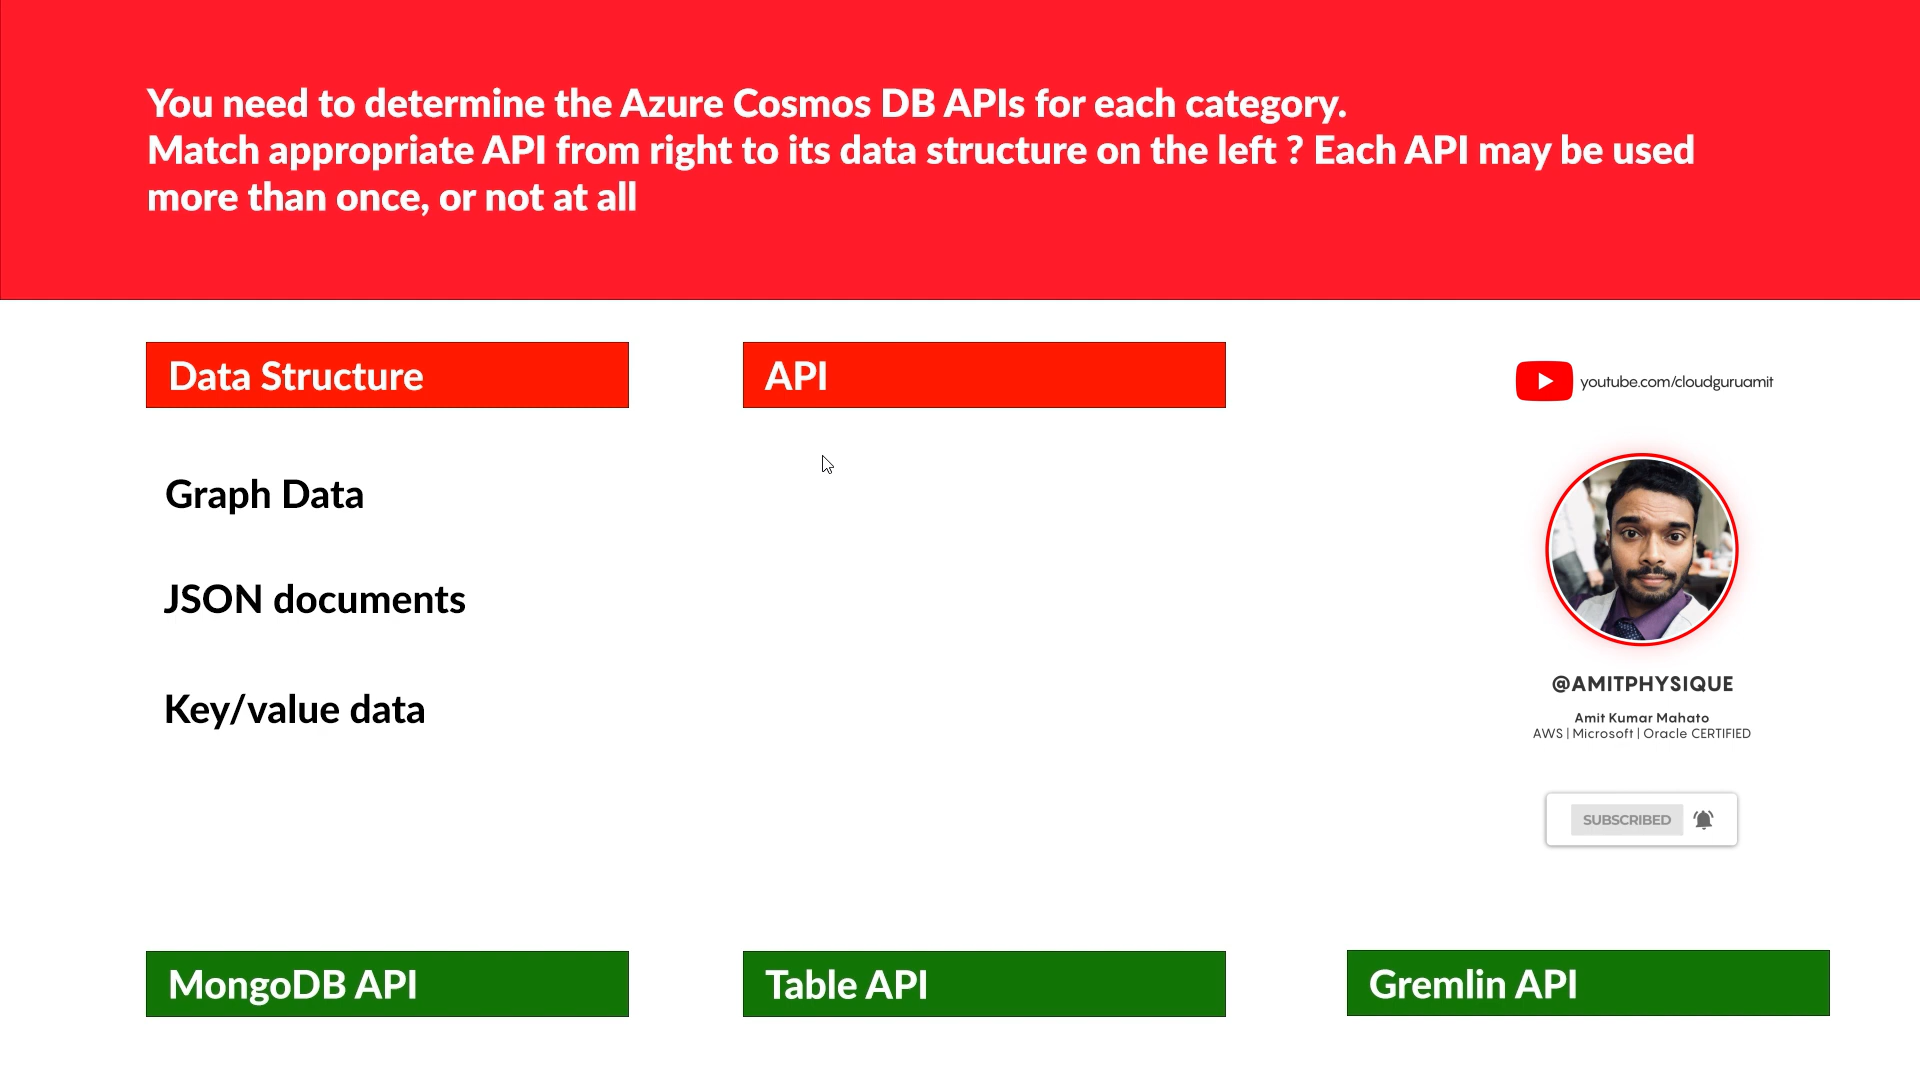 You need to determine the Azure Cosmos DB APIs for each category.
Match appropriate API from right to its data structure on the left ? Each API may be used
more than once, or not at all
Data Structure
API
youtube.com/cloudguruamit
Graph Data
JSON documents
Key/value data
@AMITPHYSIQUE
Amit Kumar Mahato
AWS | Microsoft | Oracle CERTIFIED
SUBSCRIBED
MongoDB API
Table API
Gremlin API